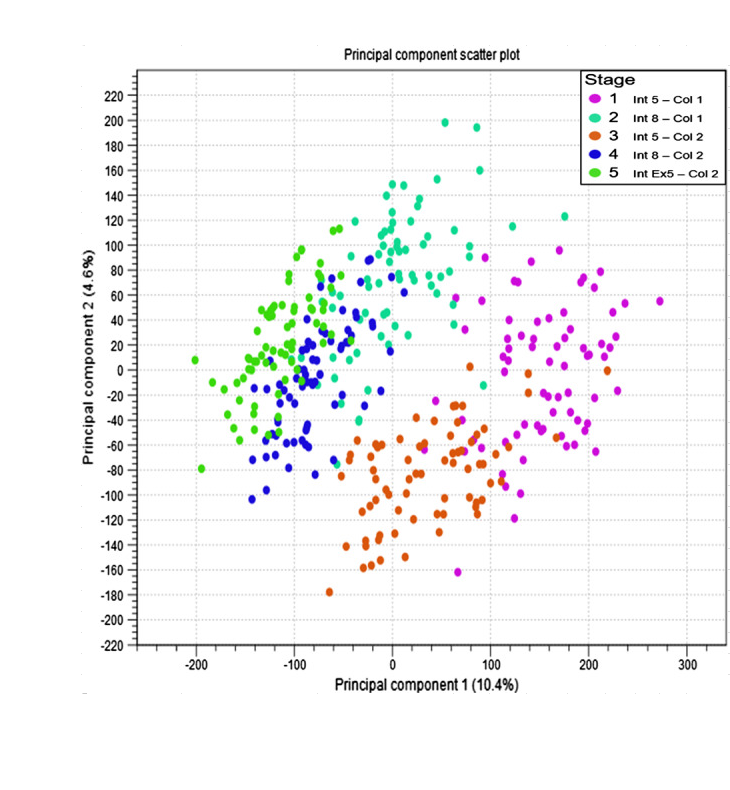 Principal component scatter plot
Stage
1 Int 5 – Col 1
2 Int 8 – Col 1
3 Int 5 – Col 2
4 Int 8 – Col 2
5 Int Ex5 – Col 2
Principal component 2 (4.6%)
220
200
180
160
140
120
100
80
60
40
20
0
-20
-40
-60
-80
-100
-120
-140
-160
-180
-200
-220
-200 -100 0 100 200 300
Principal component 1 (10.4%)